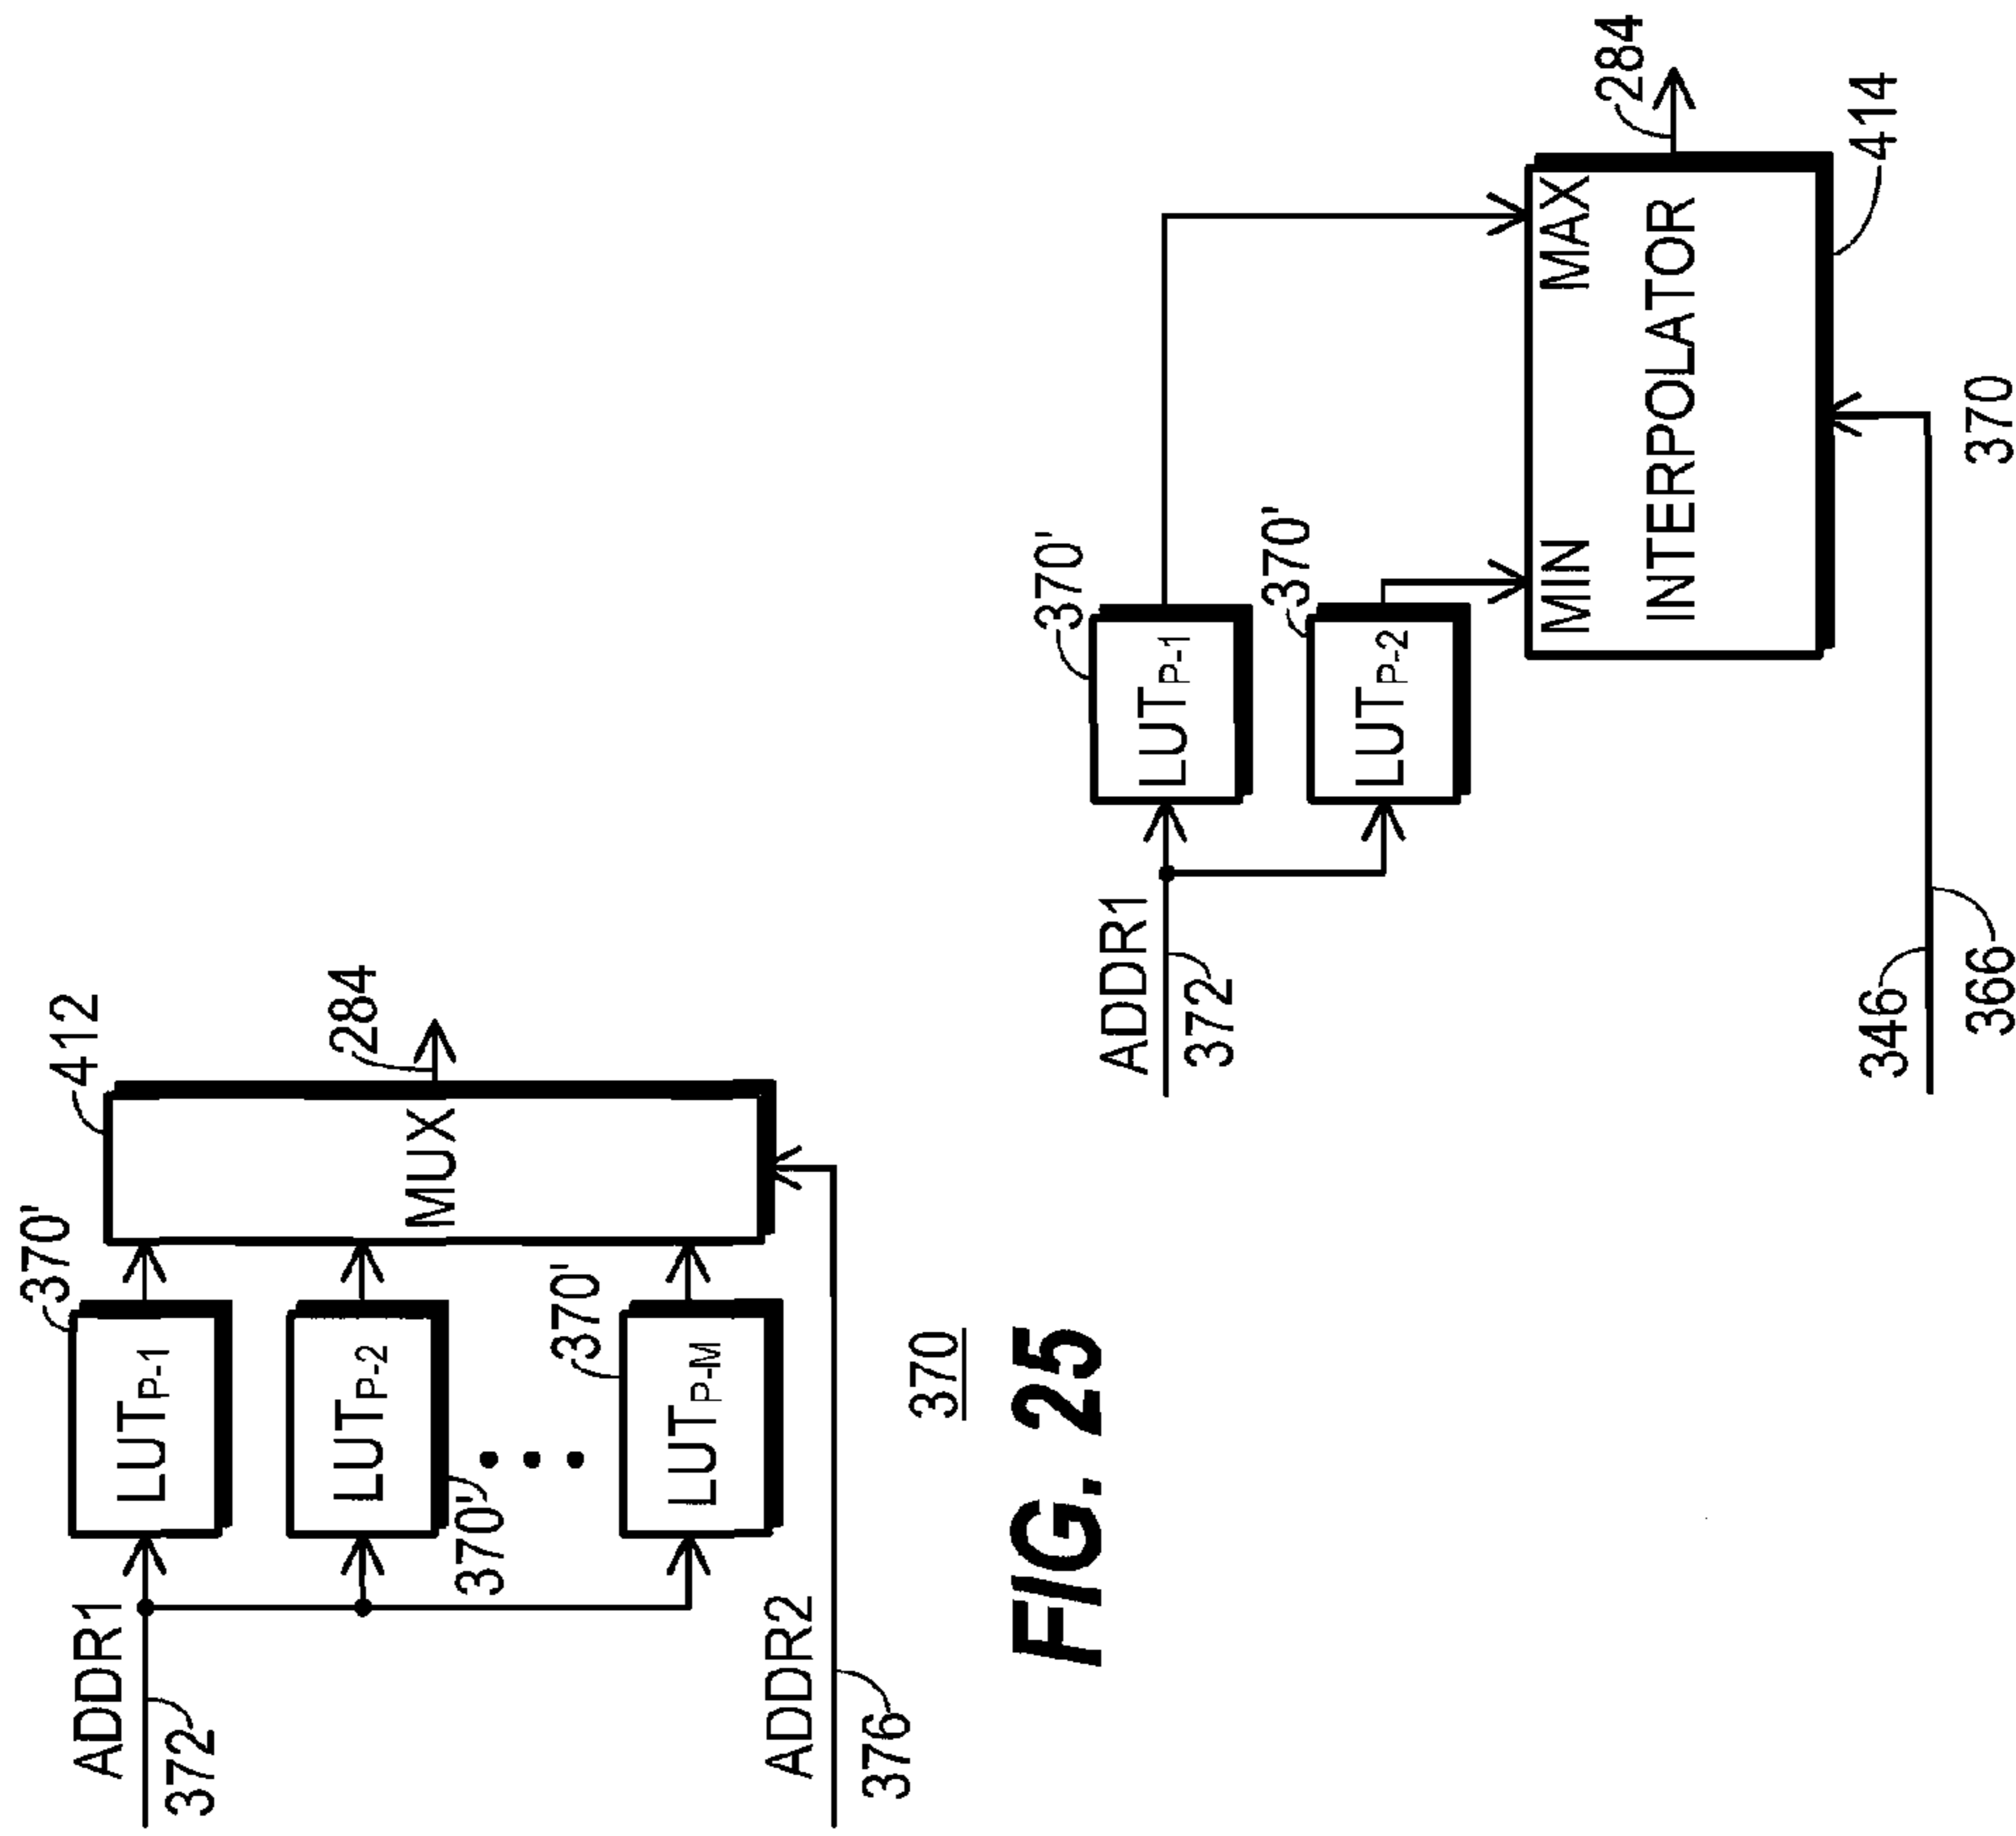 370'
412
ADDR1
LUTP-1
372
284
LUTP-2
MUX
370'
370'
LUTP-M
ADDR2
376
370
FIG. 25
370'
ADDR1
LUTP-1
372
370'
LUTP-2
284
MIN
MAX
INTERPOLATOR
414
346
366
370